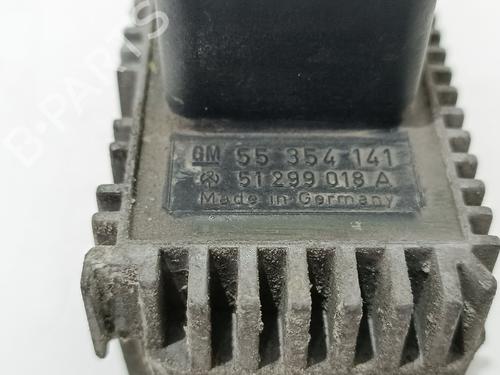 GM 55 354 141
51 299 018 A
Made in Germany
B-PARTS